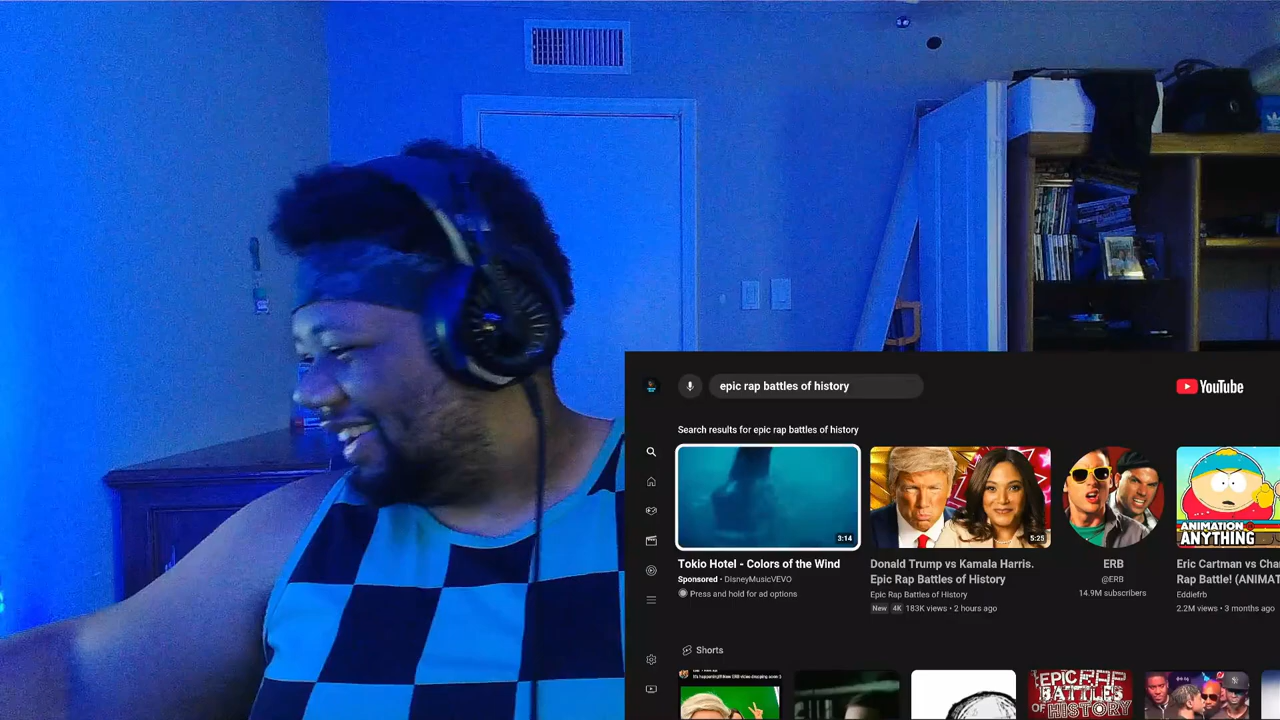 epic rap battles of history
YouTube
Search results for epic rap battles of history
3:14
5:25
ANIMATION
ANYTHING
Tokio Hotel - Colors of the Wind
Sponsored • DisneyMusicVEVO
Press and hold for ad options
Donald Trump vs Kamala Harris.
Epic Rap Battles of History
Epic Rap Battles of History
New 4K 183K views • 2 hours ago
ERB
@ERB
14.9M subscribers
Eric Cartman vs
Rap Battle!
Eddiefrb
2.2M views • 3 months ago
Shorts
EPIC RAP
BATTLES
OF HISTORY